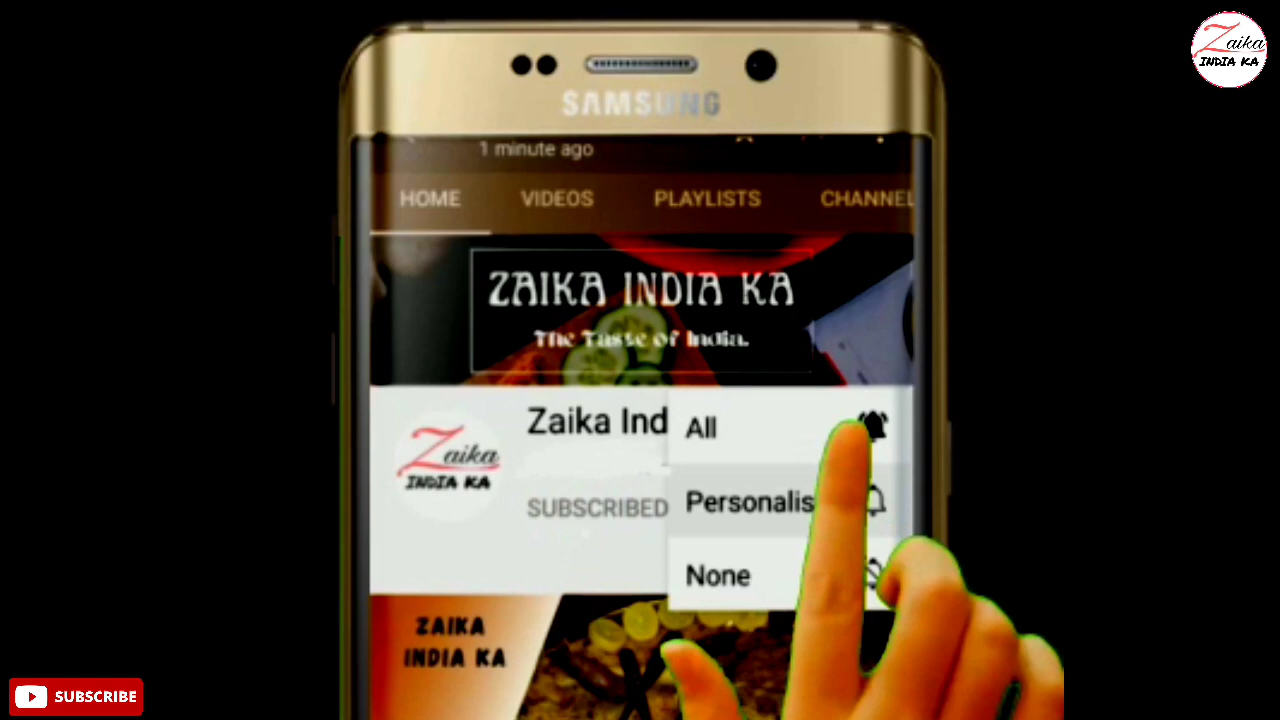 Zaika
INDIA KA
SAMSUNG
1 minute ago
HOME VIDEOS PLAYLISTS CHANNEL
ZAIKA INDIA KA
The Taste of India.
Zaika
INDIA KA
Zaika Ind
SUBSCRIBED
All
Personalis
None
ZAIKA
INDIA KA
SUBSCRIBE